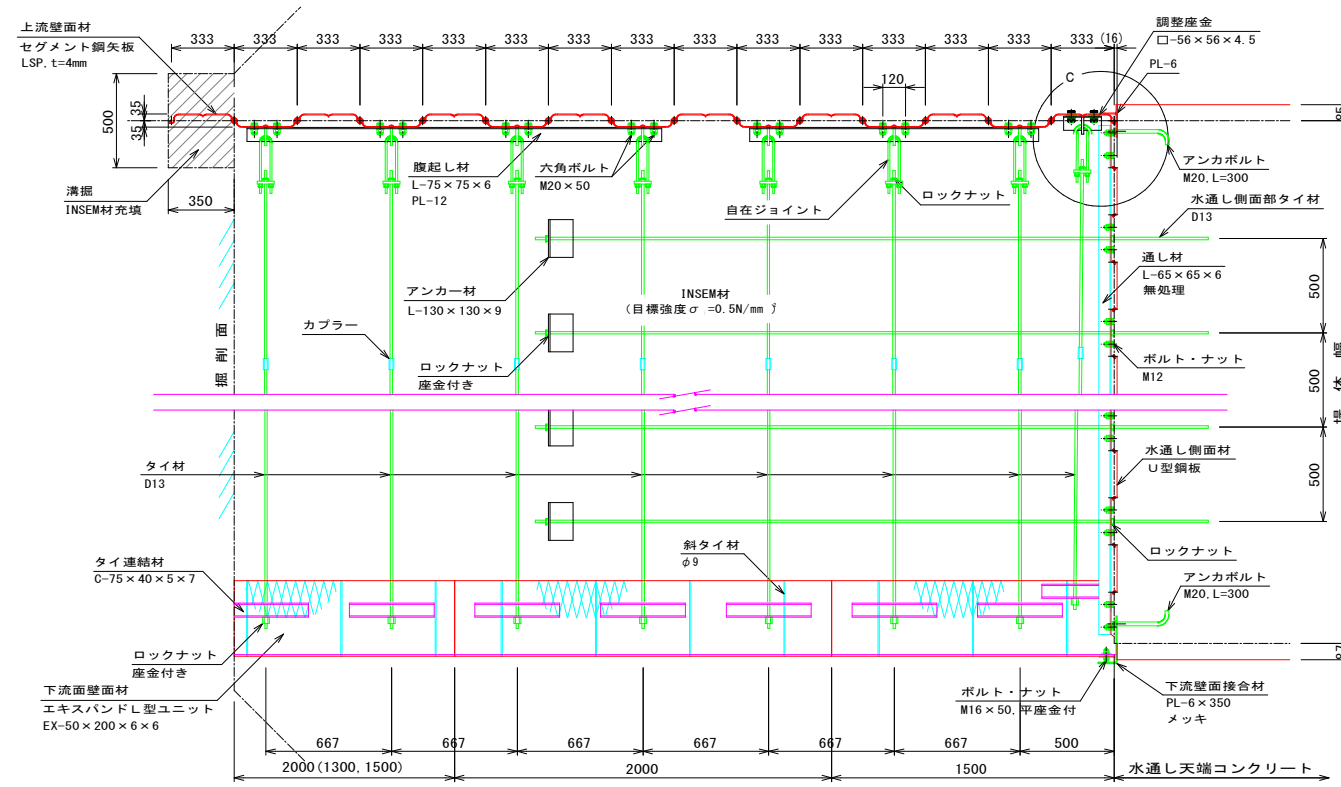 上流壁面材
セグメント鋼矢板
LSP, t=4mm
333 333 333 333 333 333 333 333 333 333 333 333 333 333 333 (16)
調整座金
□-56×56×4.5
PL-6
C
120
500
35
35
85
溝掘
INSEM材充填
350
腹起し材
L-75×75×6
PL-12
六角ボルト
M20×50
自在ジョイント
ロックナット
アンカボルト
M20, L=300
水通し側面部タイ材
D13
通し材
L-65×65×6
無処理
アンカー材
L-130×130×9
INSEM材
(目標強度σ =0.5N/mm²)
カプラー
掘削面
ロックナット
座金付き
ボルト・ナット
M12
500
500
500
堤体幅
タイ材
D13
水通し側面材
U型鋼板
ロックナット
タイ連結材
C-75×40×5×7
斜タイ材
φ9
アンカボルト
M20, L=300
ロックナット
座金付き
87
下流面壁面材
エキスバンドL型ユニット
EX-50×200×6×6
ボルト・ナット
M16×50, 平座金付
下流壁面接合材
PL-6×350
メッキ
667 667 667 667 667 667 500
2000(1300, 1500) 2000 1500 水通し天端コンクリート